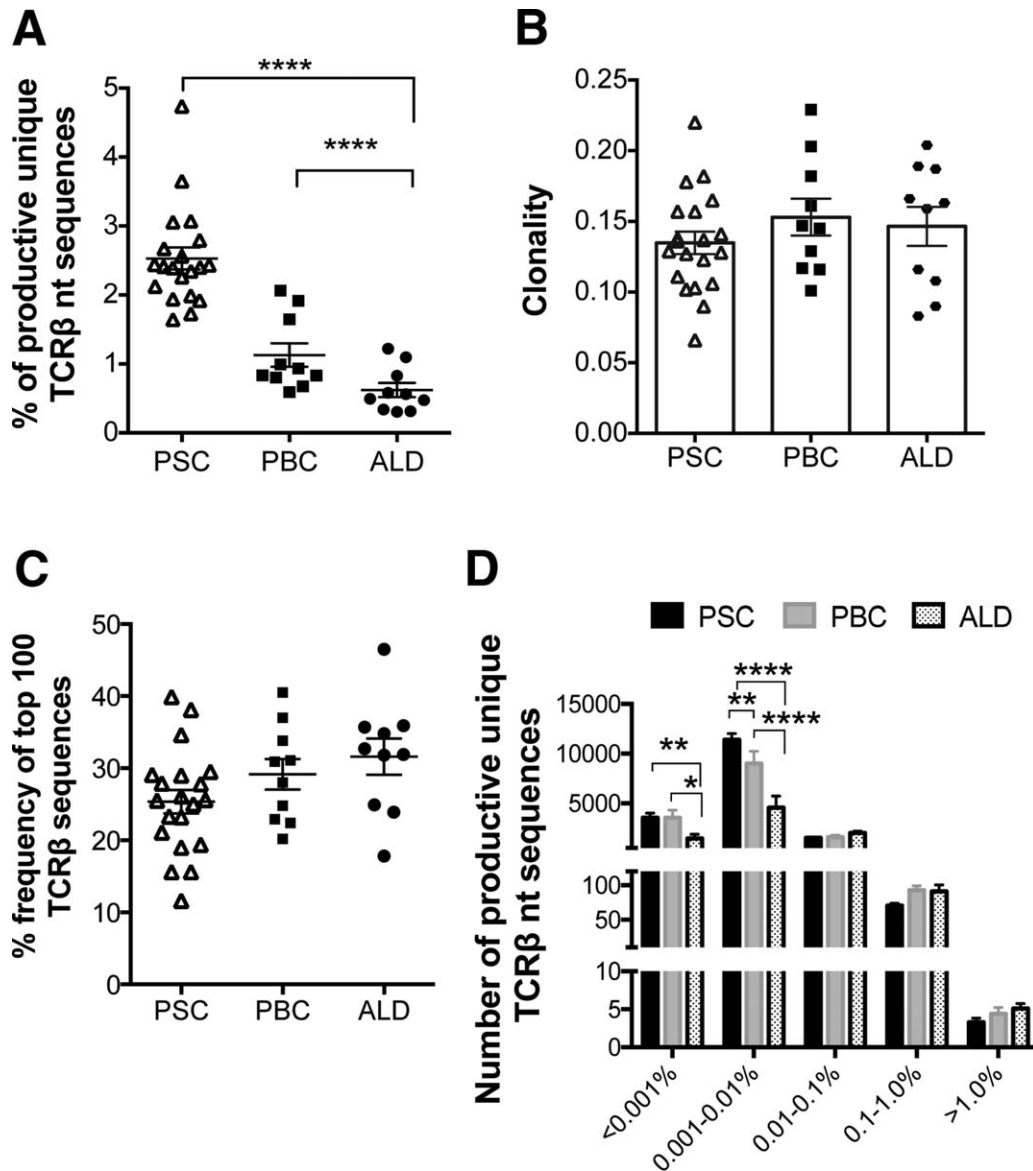 A
% of productive unique
TCRβ nt sequences
5
4
3
2
1
0
****
****
PSC PBC ALD
B
Clonality
0.25
0.20
0.15
0.10
0.05
0.00
PSC PBC ALD
C
% frequency of top 100
TCRβ sequences
50
40
30
20
10
0
PSC PBC ALD
D
PSC PBC ALD
Number of productive unique
TCRβ nt sequences
15000
10000
5000
100
50
10
5
0
**
*
****
**
****
<0.001%
0.001-0.01%
0.01-0.1%
0.1-1.0%
>1.0%